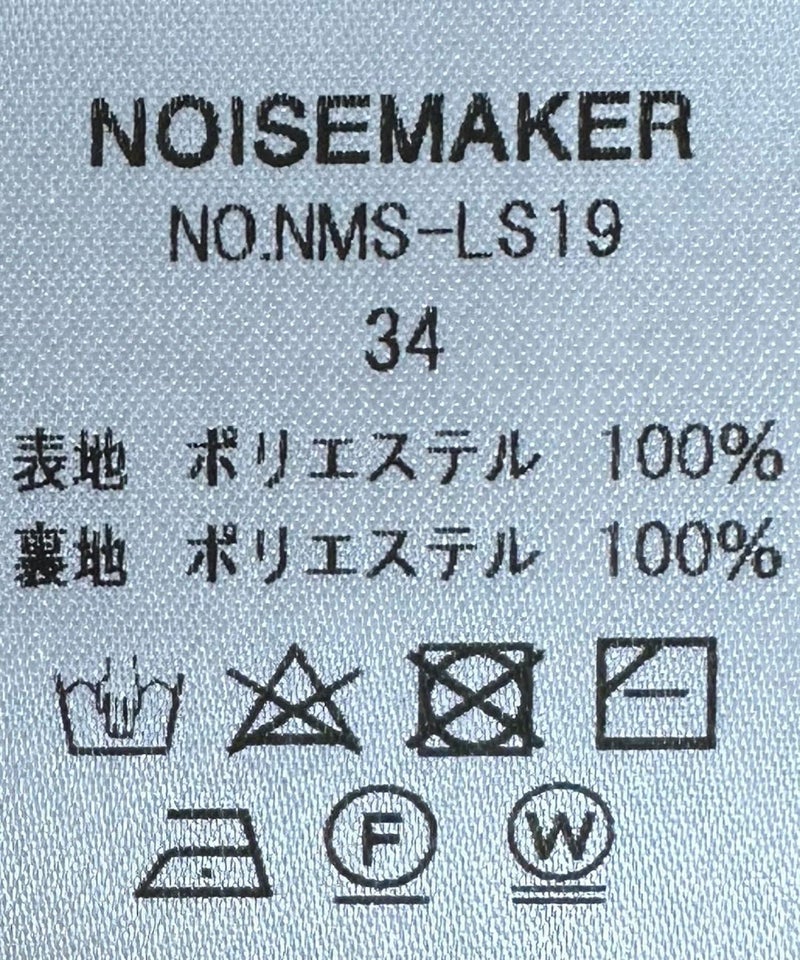 NOISEMAKER
NO.NMS-LS19
34
表地 ポリエステル 100%
裏地 ポリエステル 100%
F W